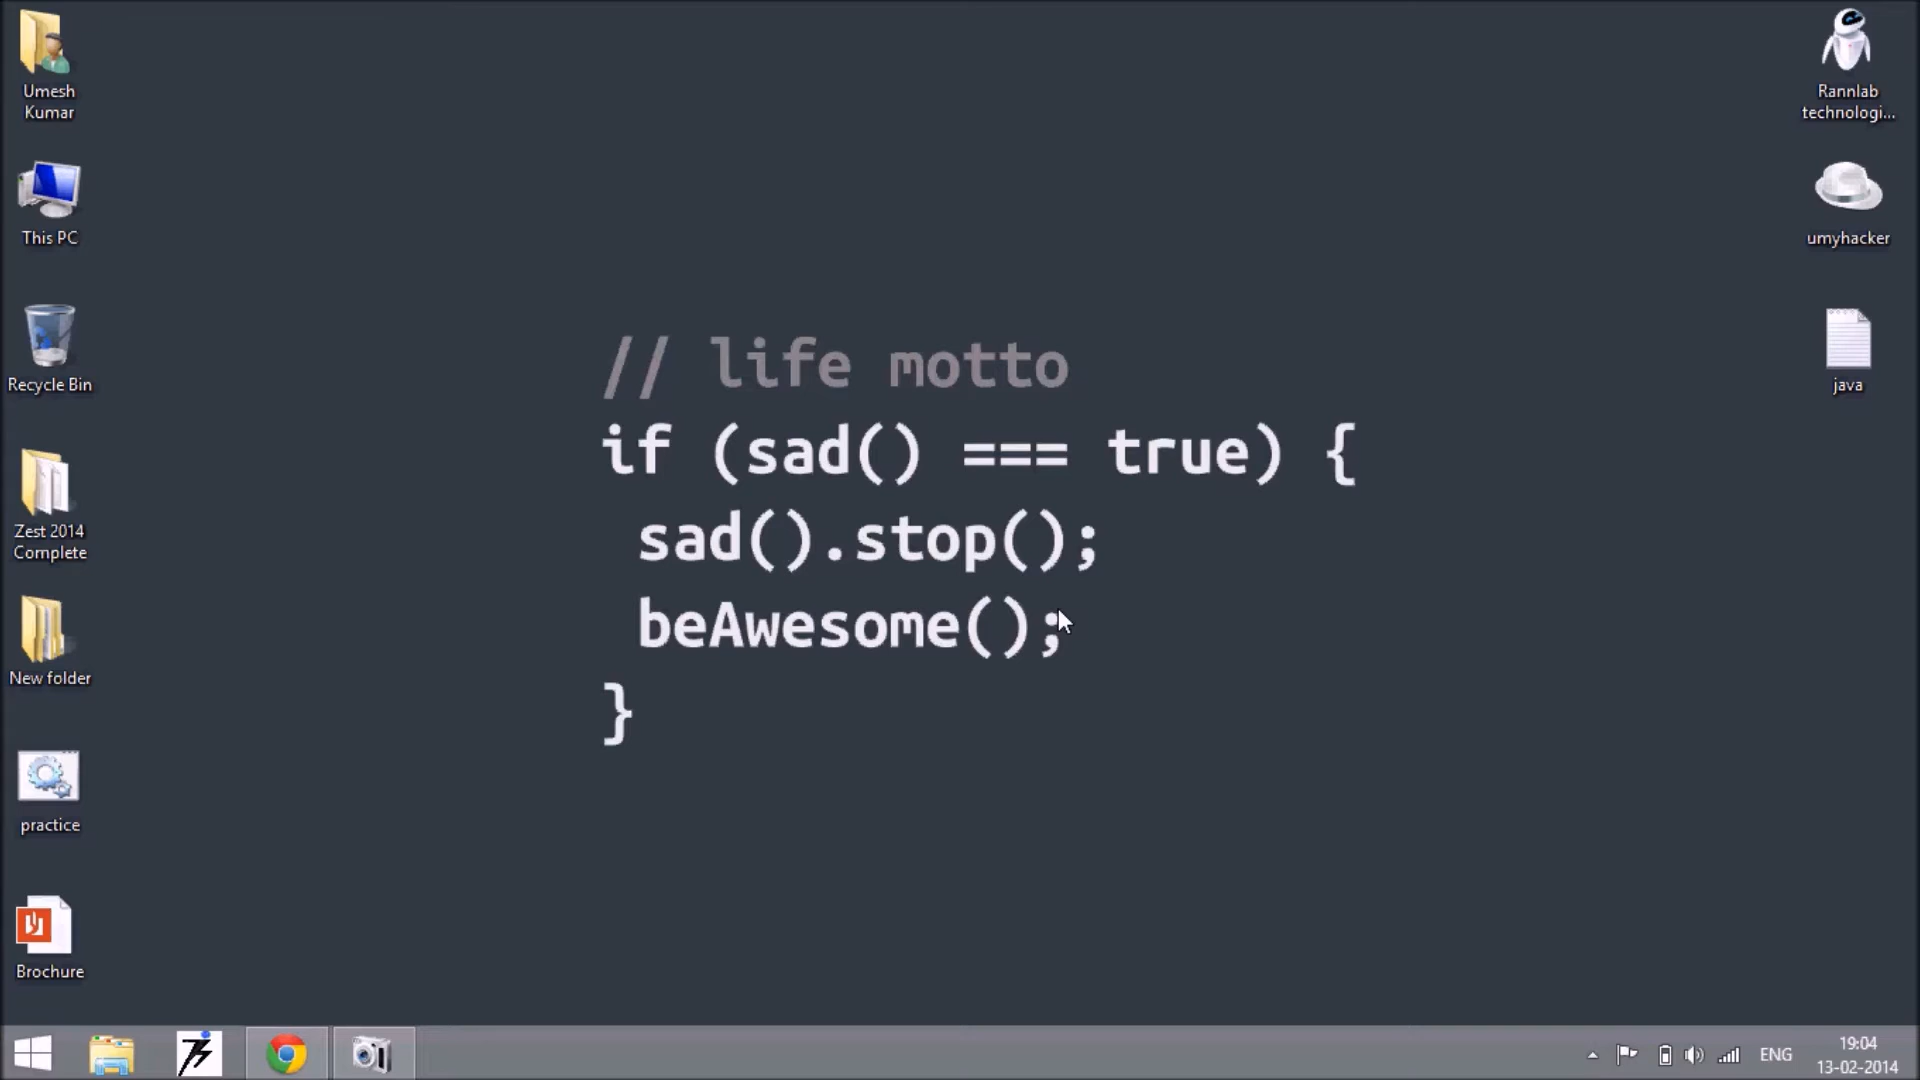 Umesh
Kumar
This PC
Recycle Bin
Zest 2014
Complete
New folder
practice
Brochure
// life motto
if (sad() === true) {
sad().stop();
beAwesome();
}
Rannlab
technologi...
umyhacker
java
ENG
19:04
13-02-2014